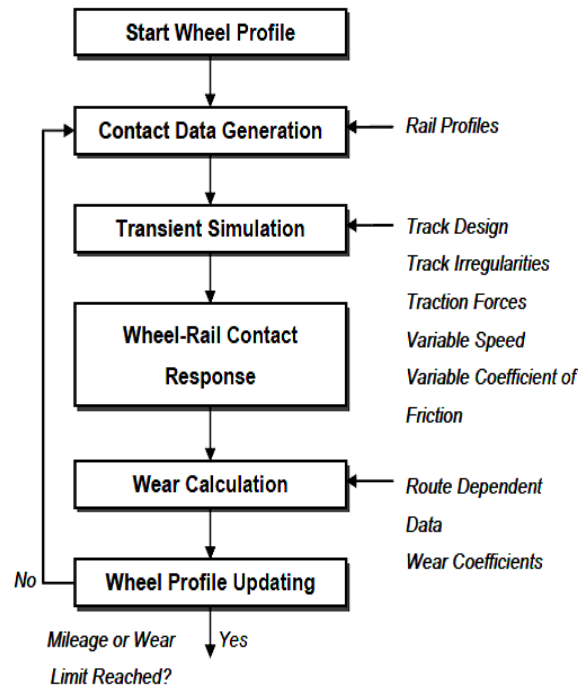 Start Wheel Profile
Contact Data Generation
Rail Profiles
Transient Simulation
Track Design
Track Irregularities
Traction Forces
Variable Speed
Variable Coefficient of
Friction
Wheel-Rail Contact
Response
Wear Calculation
Route Dependent
Data
Wear Coefficients
No
Wheel Profile Updating
Mileage or Wear
Limit Reached?
Yes